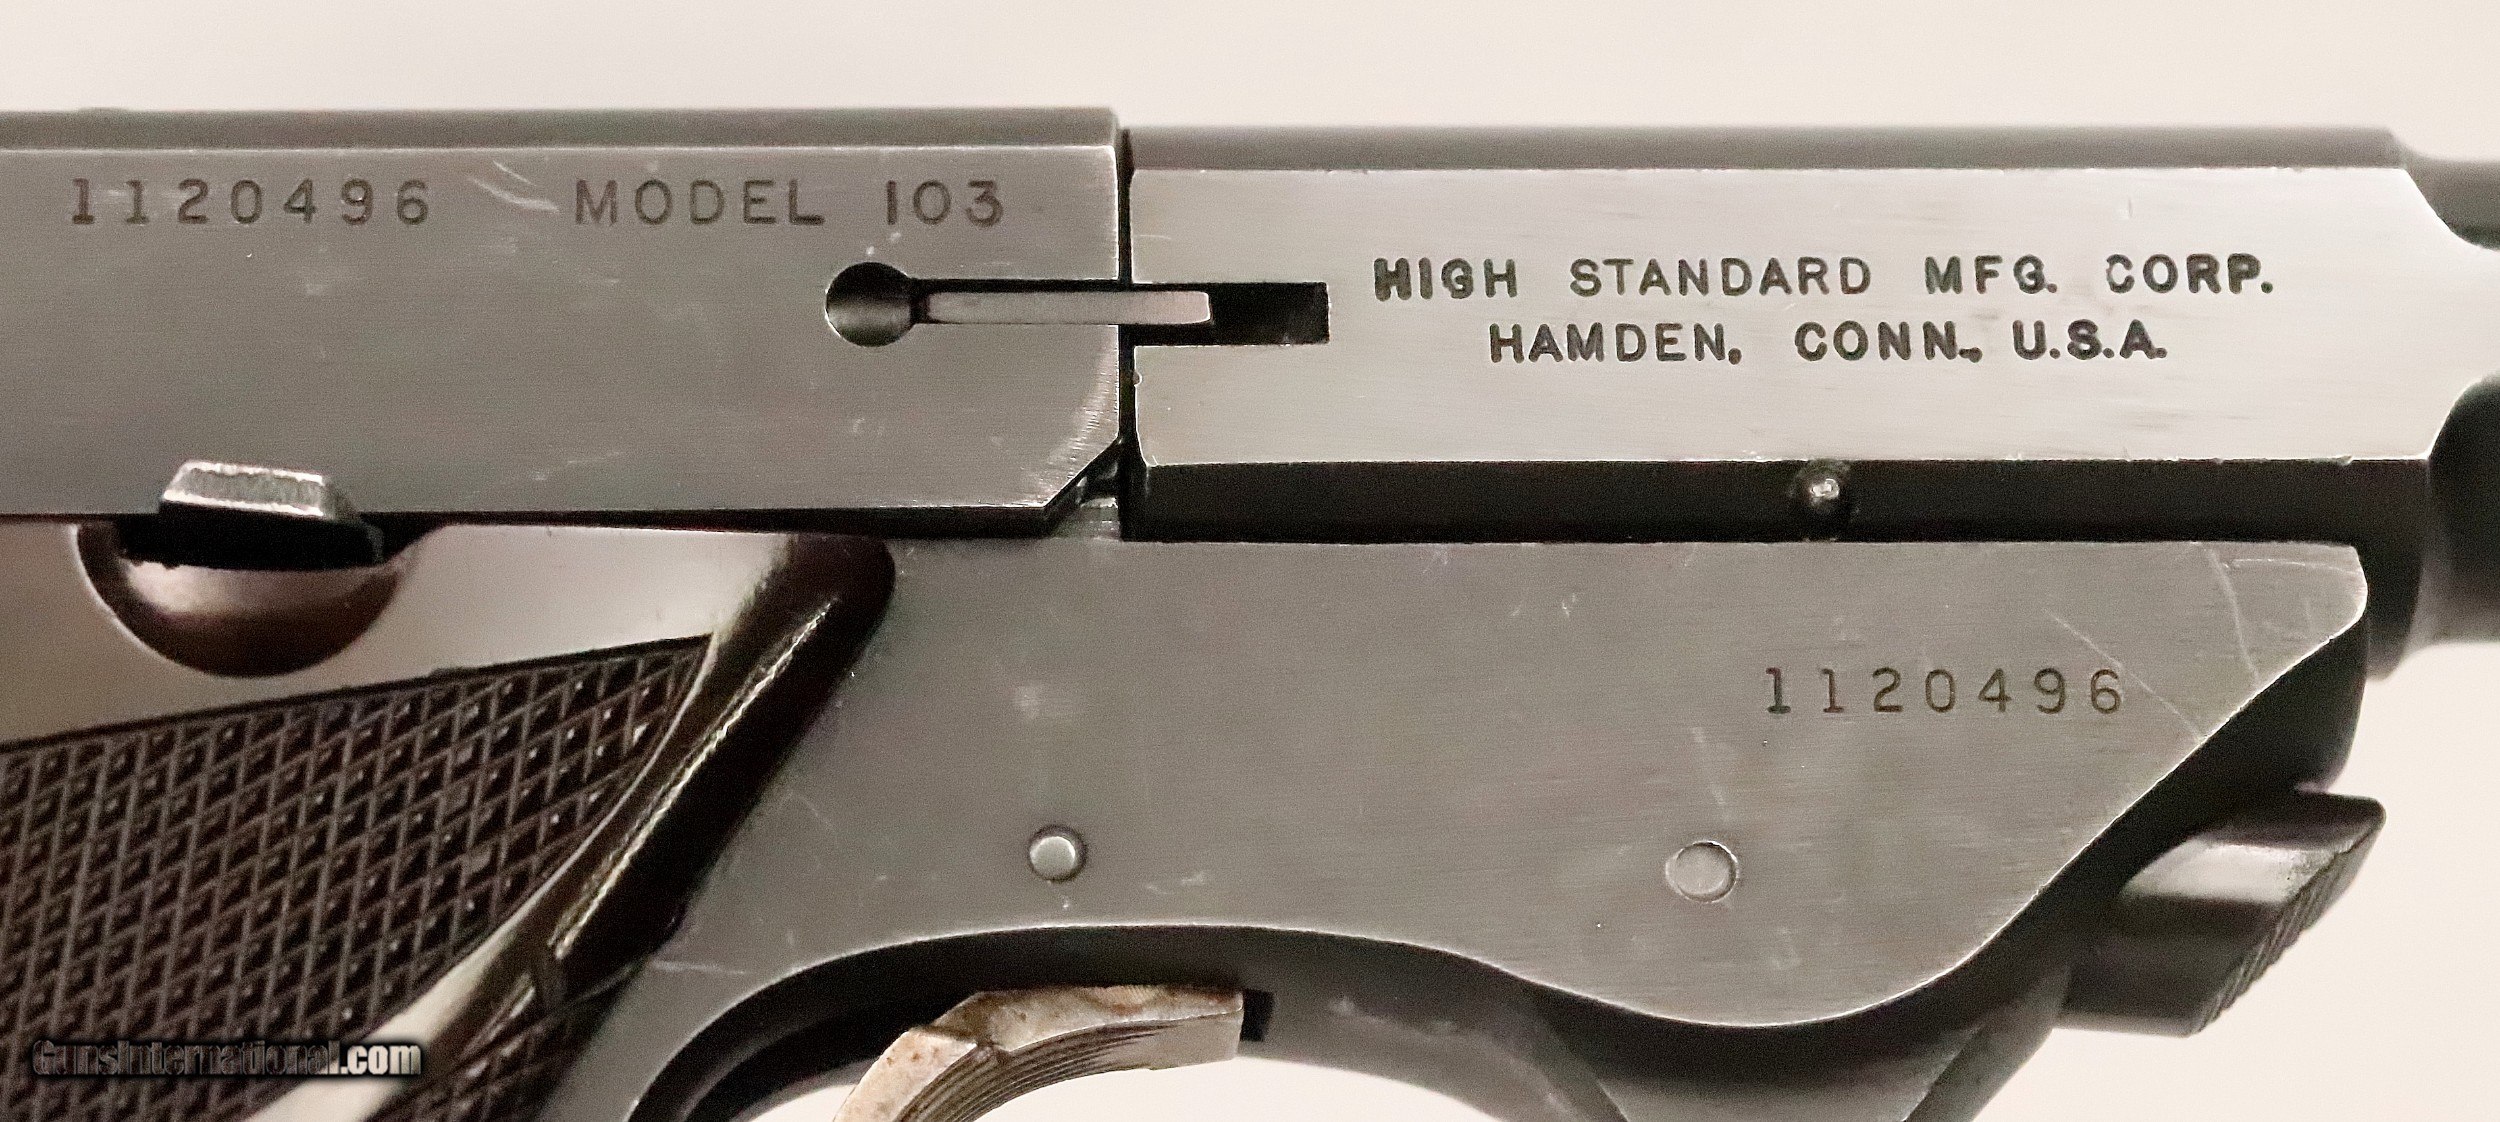 1120496 MODEL 103
HIGH STANDARD MFG. CORP.
HAMDEN, CONN., U.S.A.
1120496
GunsInternational.com